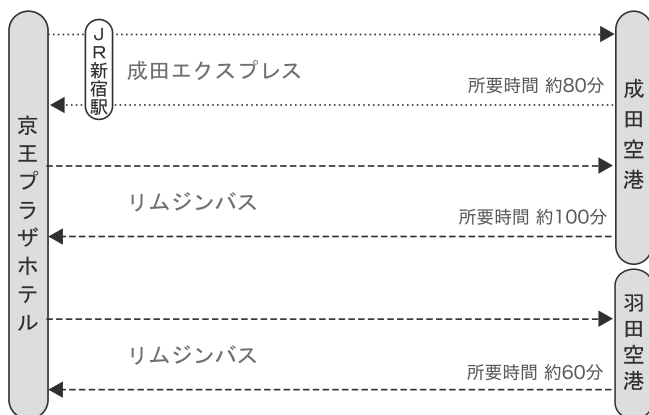 京王プラザホテル
JR新宿駅
成田エクスプレス
所要時間 約80分
リムジンバス
所要時間 約100分
成田空港
リムジンバス
所要時間 約60分
羽田空港